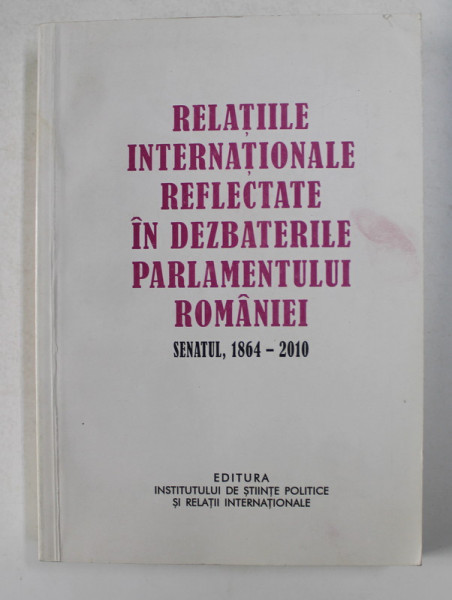 RELAȚIILE
INTERNAȚIONALE
REFLECTATE
ÎN DEZBATERILE
PARLAMENTULUI
ROMÂNIEI
SENATUL, 1864 – 2010
EDITURA
INSTITUTULUI DE ȘTIINȚE POLITICE
ȘI RELAȚII INTERNAȚIONALE